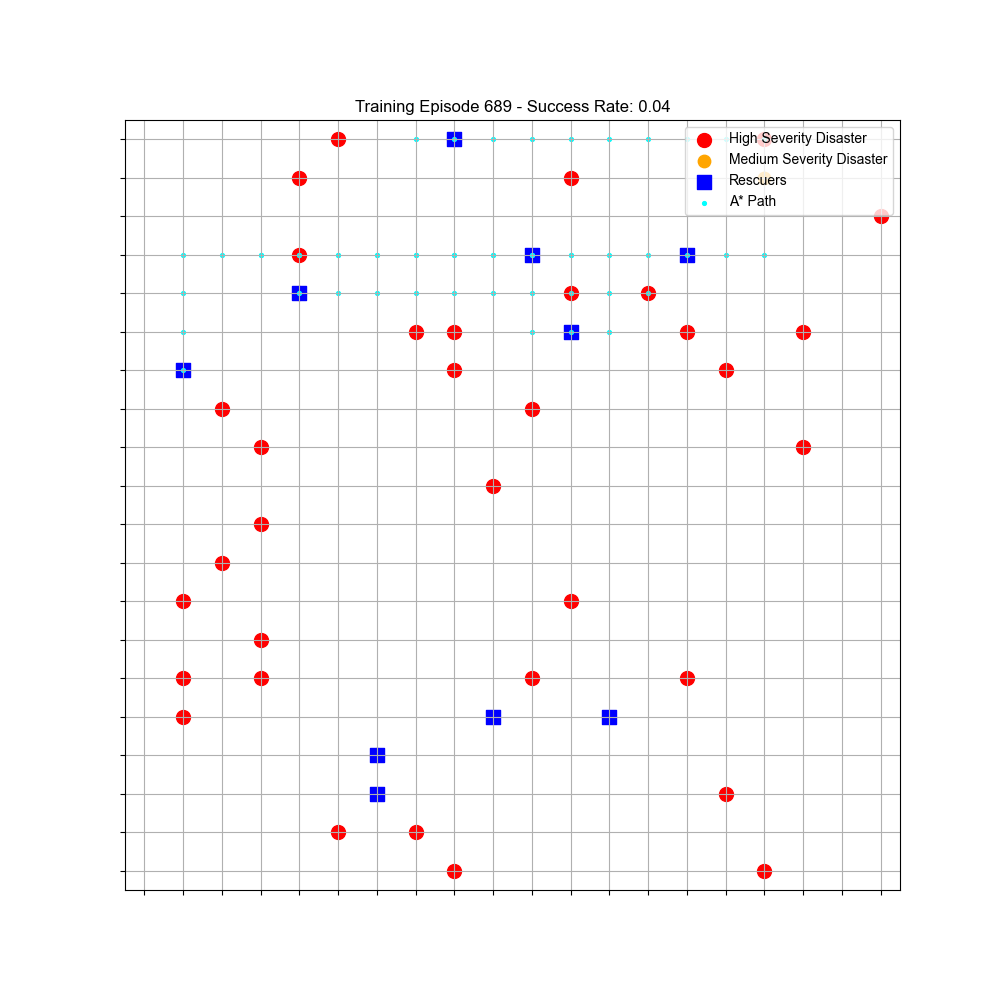 Training Episode 689 - Success Rate: 0.04
High Severity Disaster
Medium Severity Disaster
Rescuers
A* Path